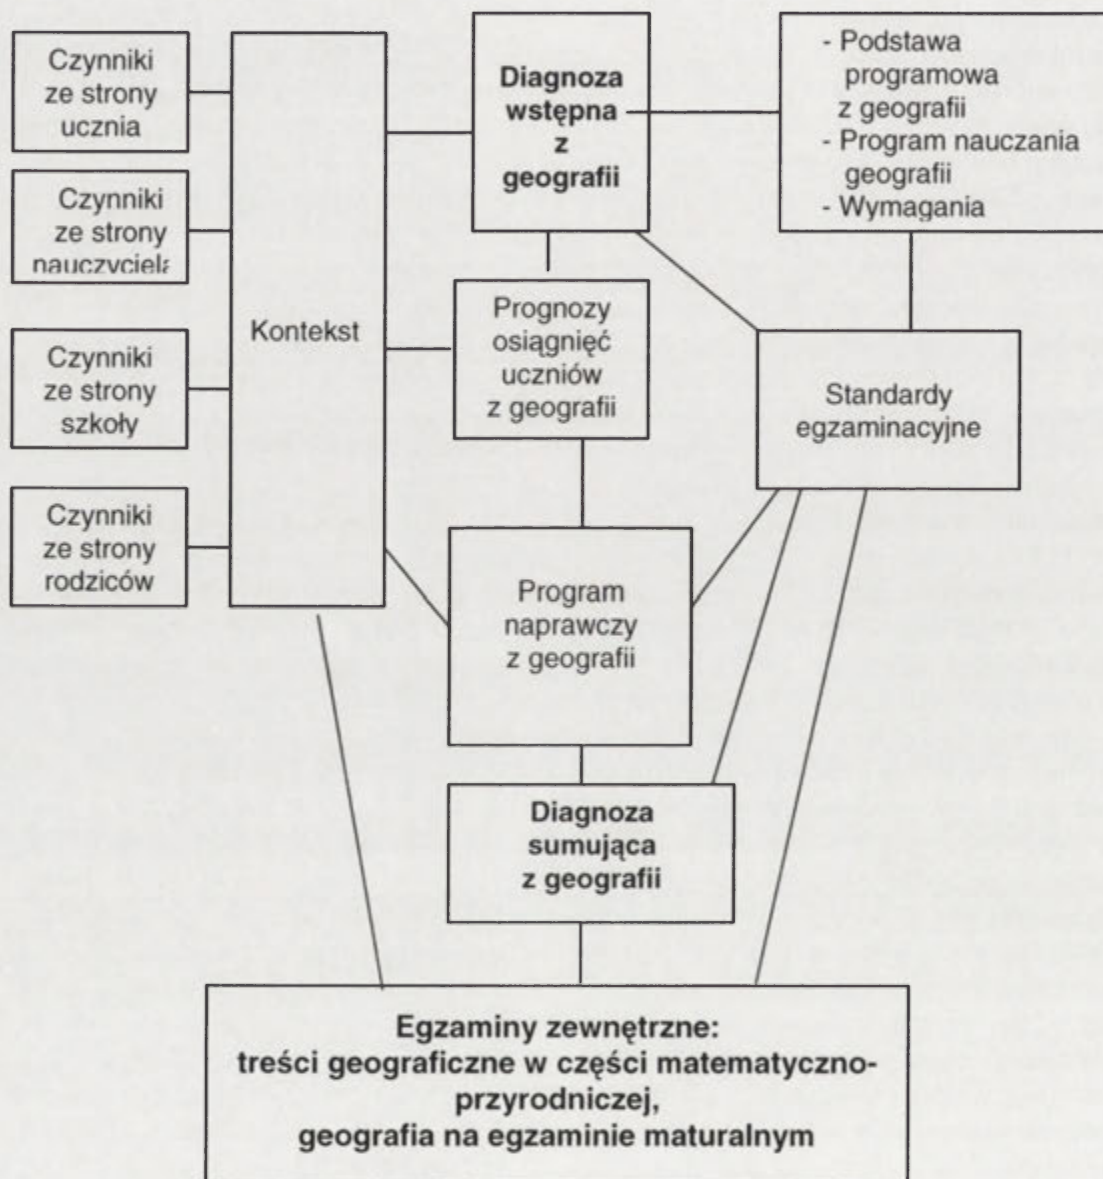 Czynniki
ze strony
ucznia
Czynniki
ze strony
nauczyciela
Czynniki
ze strony
szkoły
Czynniki
ze strony
rodziców
Kontekst
Diagnoza
wstępna
z
geografii
- Podstawa
programowa
z geografii
- Program nauczania
geografii
- Wymagania
Prognozy
osiągnięć
uczniów
z geografii
Standardy
egzaminacyjne
Program
naprawczy
z geografii
Diagnoza
sumująca
z geografii
Egzaminy zewnętrzne:
treści geograficzne w części matematyczno-
przyrodniczej,
geografia na egzaminie maturalnym